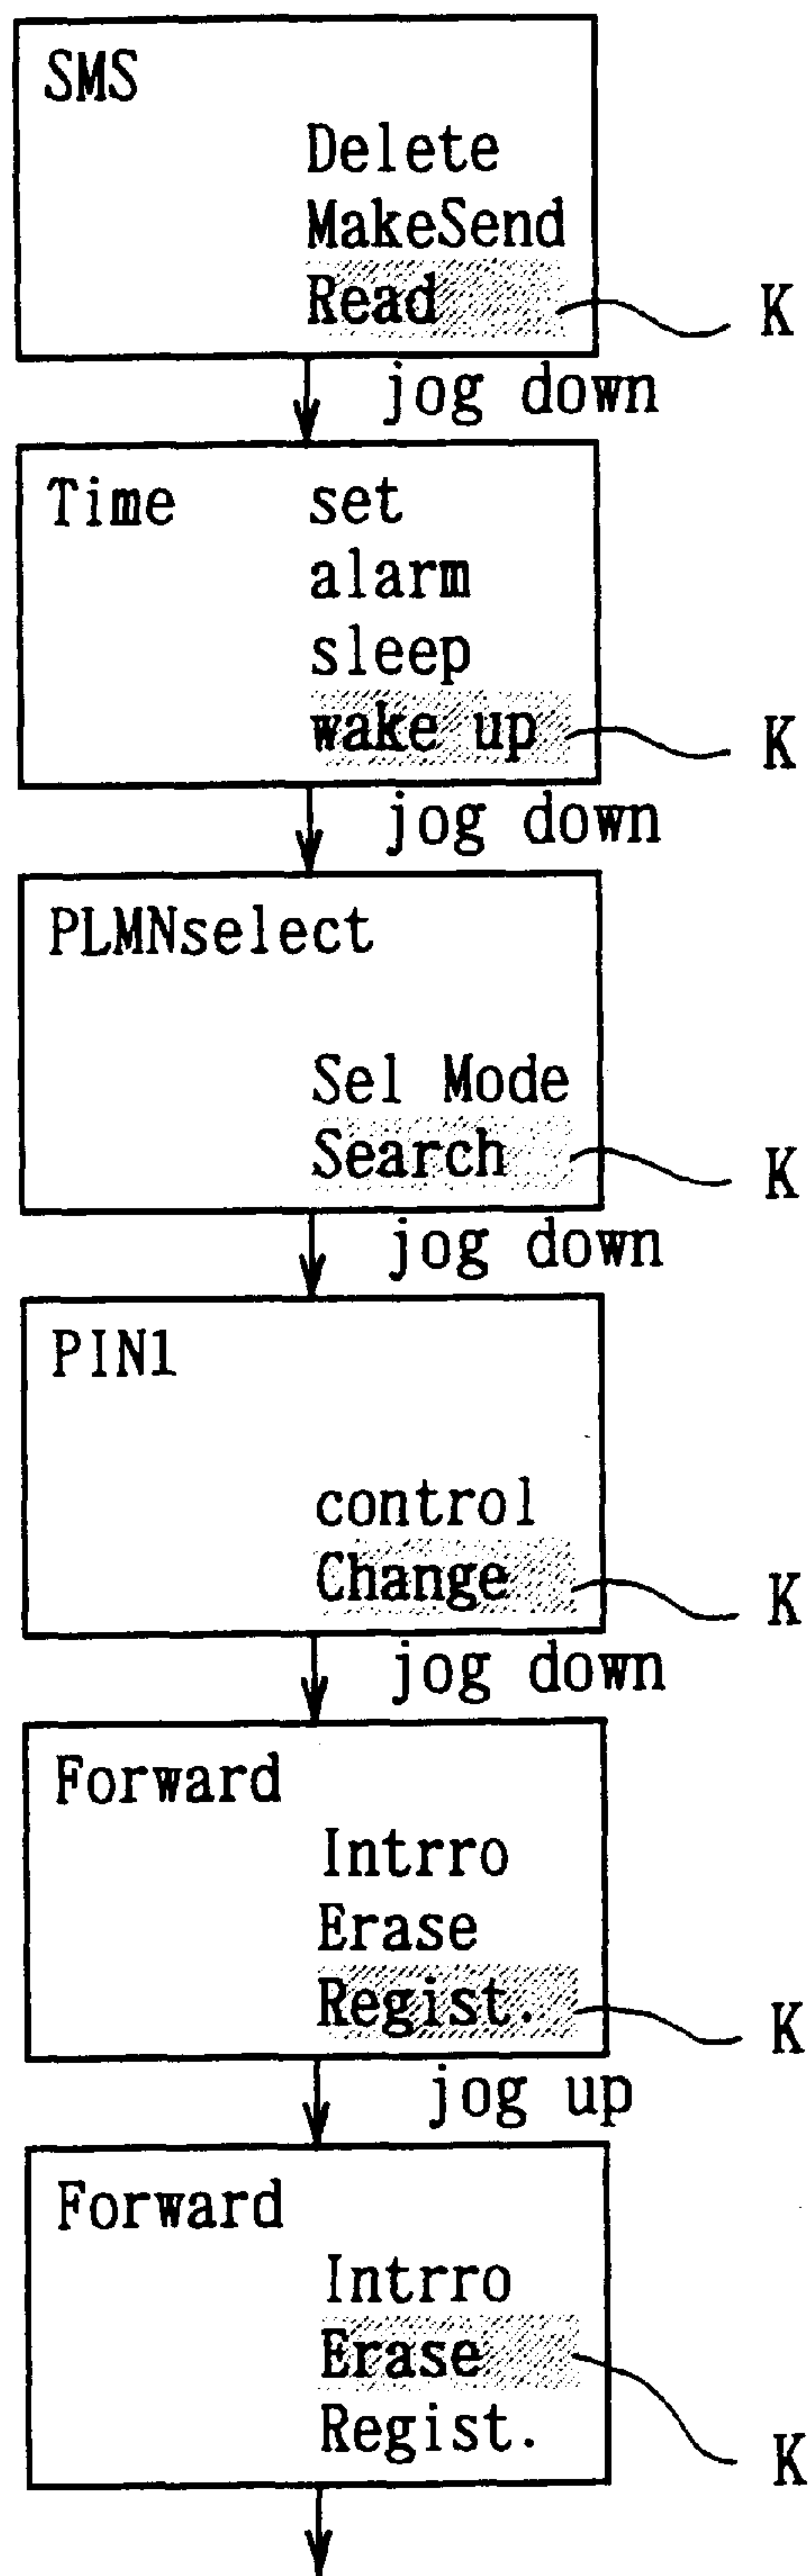 SMS
Delete
MakeSend
Read
K
jog down
Time set
alarm
sleep
wake up
K
jog down
PLMNselect
Sel Mode
Search
K
jog down
PIN1
control
Change
K
jog down
Forward
Intrro
Erase
Regist.
K
jog up
Forward
Intrro
Erase
Regist.
K